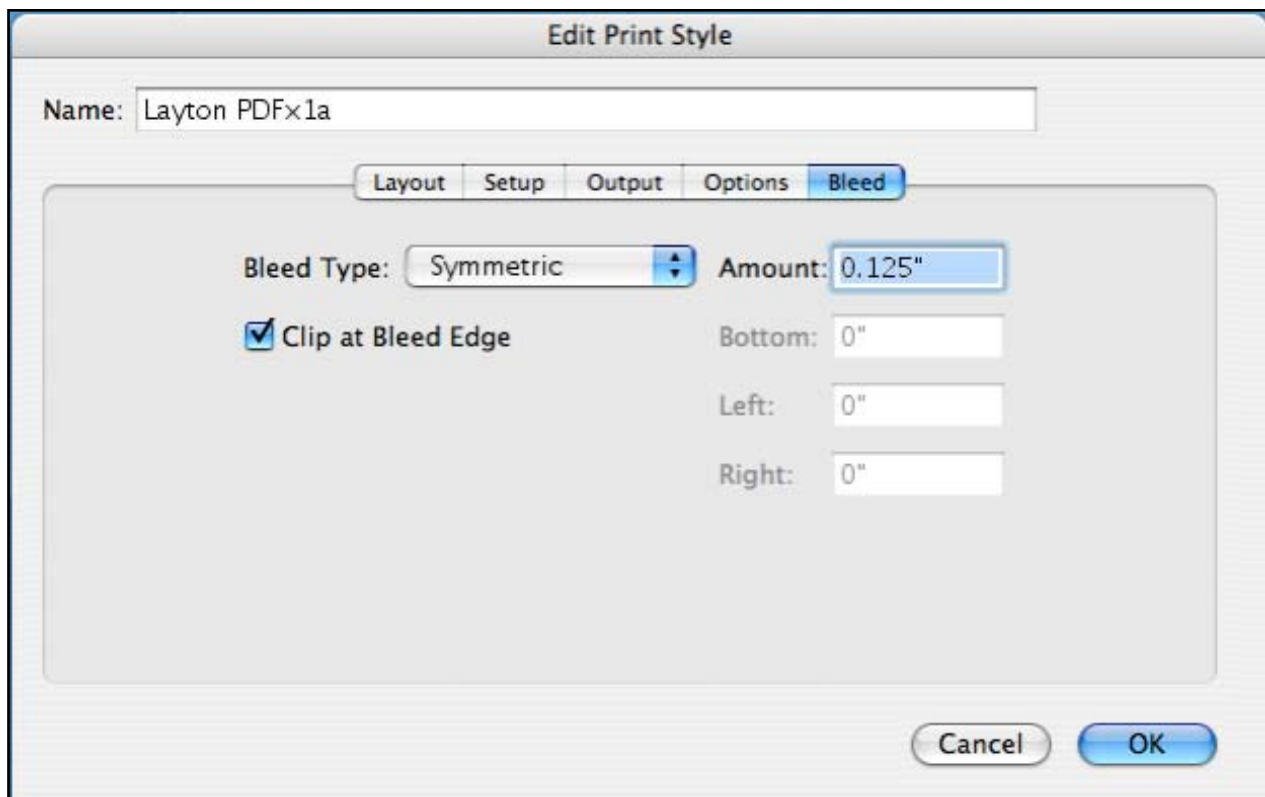 Edit Print Style
Name: Layton PDFx1a
Layout Setup Output Options Bleed
Bleed Type: Symmetric Amount: 0.125"
Clip at Bleed Edge Bottom: 0"
Left: 0"
Right: 0"
Cancel OK